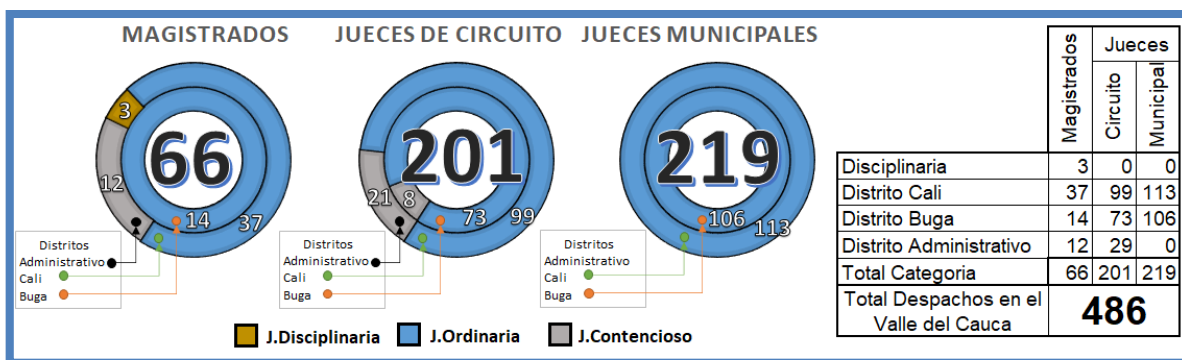 MAGISTRADOS
66
3
12
14
37
Distritos
Administrativo
Cali
Buga
JUECES DE CIRCUITO
201
21
8
73
99
Distritos
Administrativo
Cali
Buga
JUECES MUNICIPALES
219
106
113
Distritos
Administrativo
Cali
Buga
J.Disciplinaria J.Ordinaria J.Contencioso
Magistrados Jueces
Circuito Municipal
Disciplinaria 3 0 0
Distrito Cali 37 99 113
Distrito Buga 14 73 106
Distrito Administrativo 12 29 0
Total Categoria 66 201 219
Total Despachos en el
Valle del Cauca
486